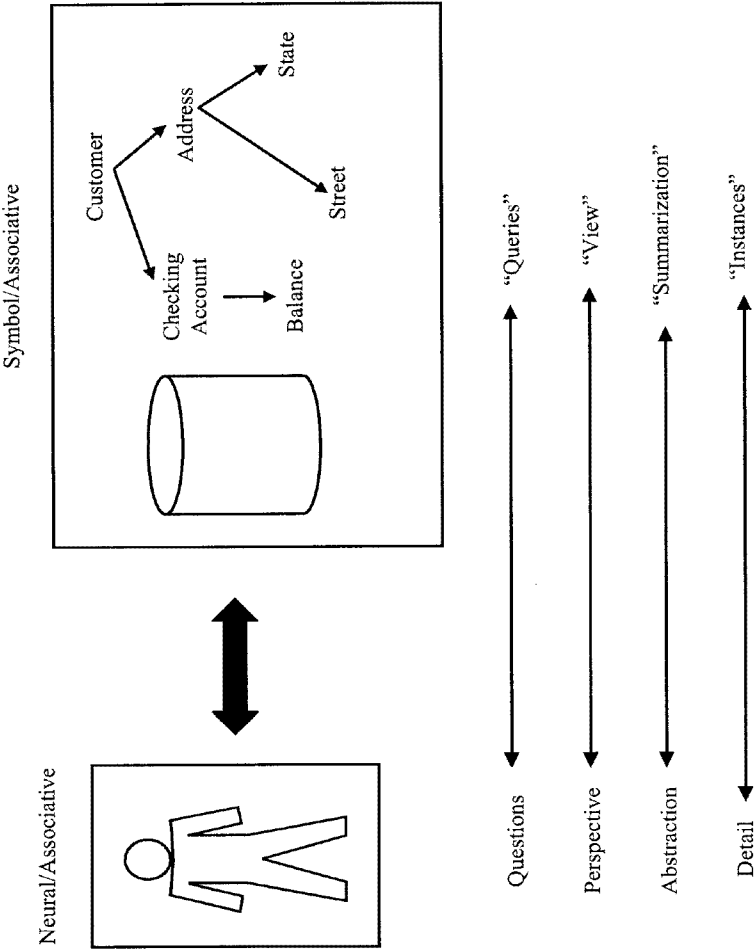 Neural/Associative
Symbol/Associative
Customer
Checking
Account
Address
Balance
Street
State
Questions
“Queries”
Perspective
“View”
Abstraction
“Summarization”
Detail
“Instances”